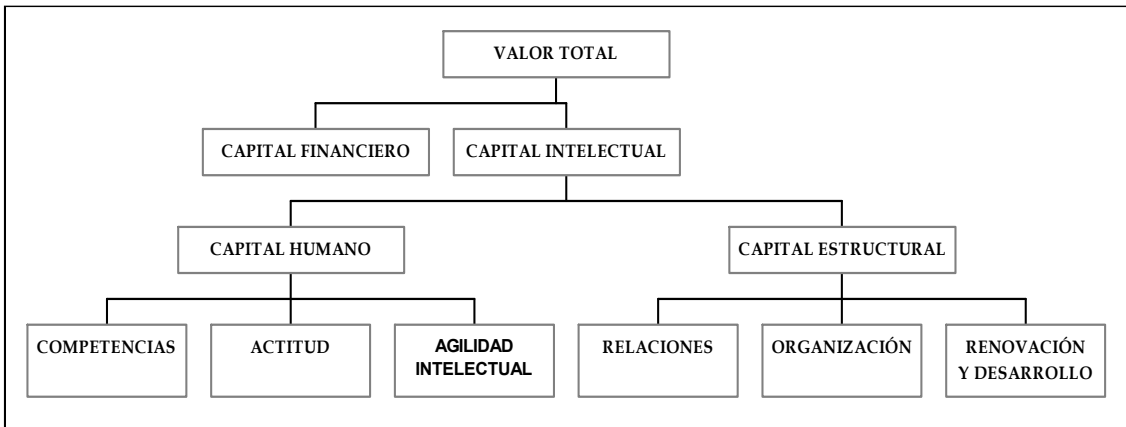 VALOR TOTAL
CAPITAL FINANCIERO
CAPITAL INTELECTUAL
CAPITAL HUMANO
CAPITAL ESTRUCTURAL
COMPETENCIAS
ACTITUD
AGILIDAD
INTELECTUAL
RELACIONES
ORGANIZACIÓN
RENOVACIÓN
Y DESARROLLO